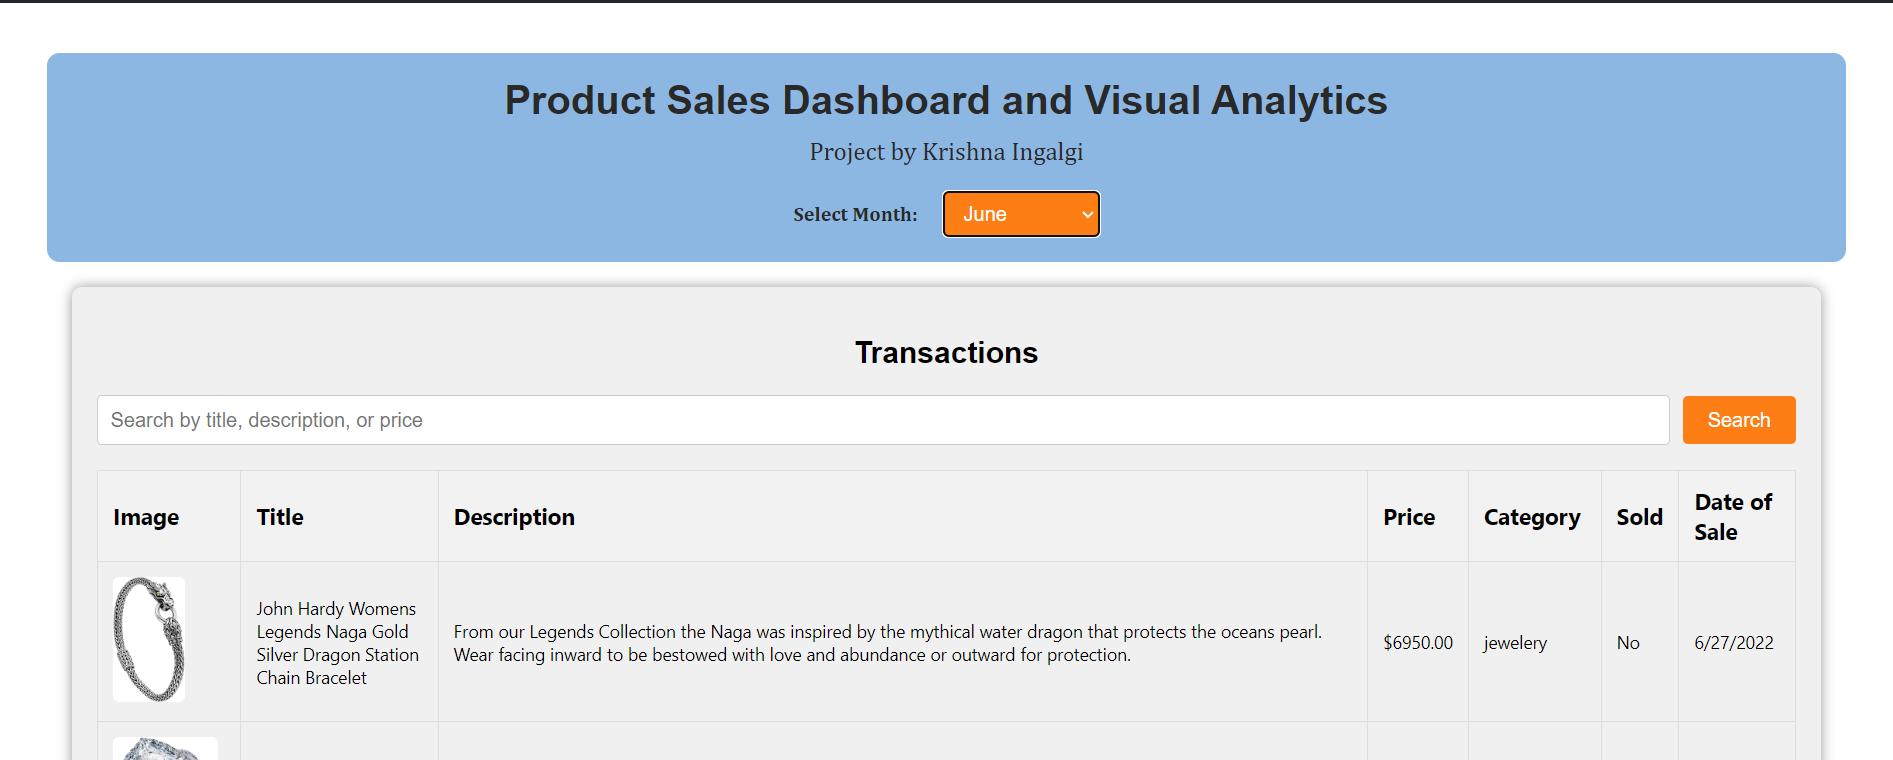 Product Sales Dashboard and Visual Analytics
Project by Krishna Ingalgi
Select Month:
June
Transactions
Search by title, description, or price
Search
Image
Title
Description
Price
Category
Sold
Date of
Sale
John Hardy Womens
Legends Naga Gold
Silver Dragon Station
Chain Bracelet
From our Legends Collection the Naga was inspired by the mythical water dragon that protects the oceans pearl.
Wear facing inward to be bestowed with love and abundance or outward for protection.
$6950.00
jewelery
No
6/27/2022